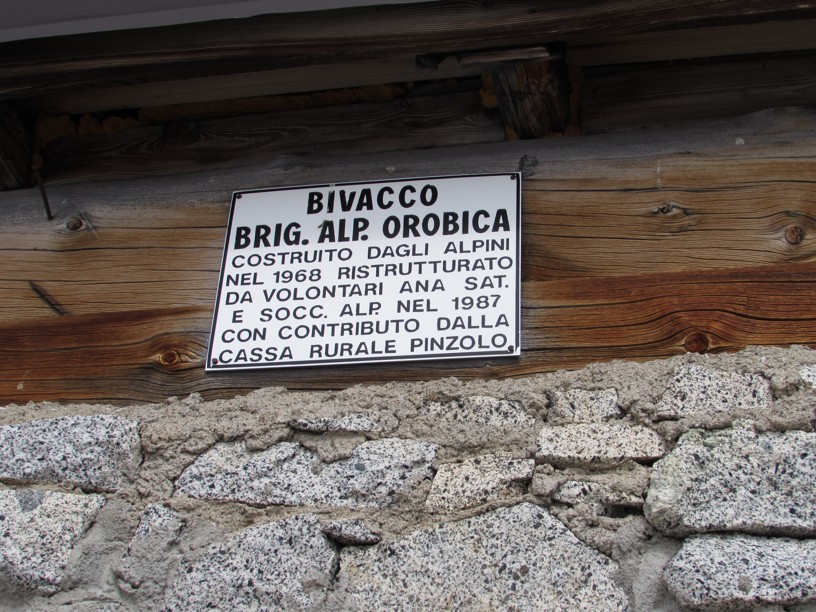 BIVACCO
BRIG. ALP. OROBICA
COSTRUITO DAGLI ALPINI
NEL 1968 RISTRUTTURATO
DA VOLONTARI ANA SAT.
E SOCC. ALP. NEL 1987
CON CONTRIBUTO DALLA
CASSA RURALE PINZOLO